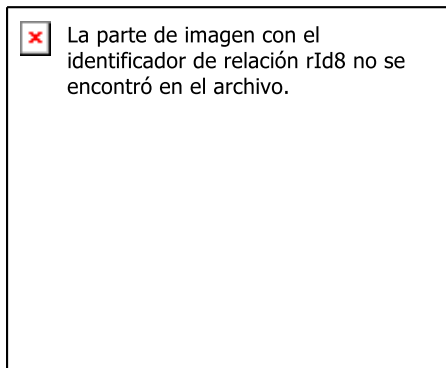 La parte de imagen con el
identificador de relación rId8 no se
encontró en el archivo.